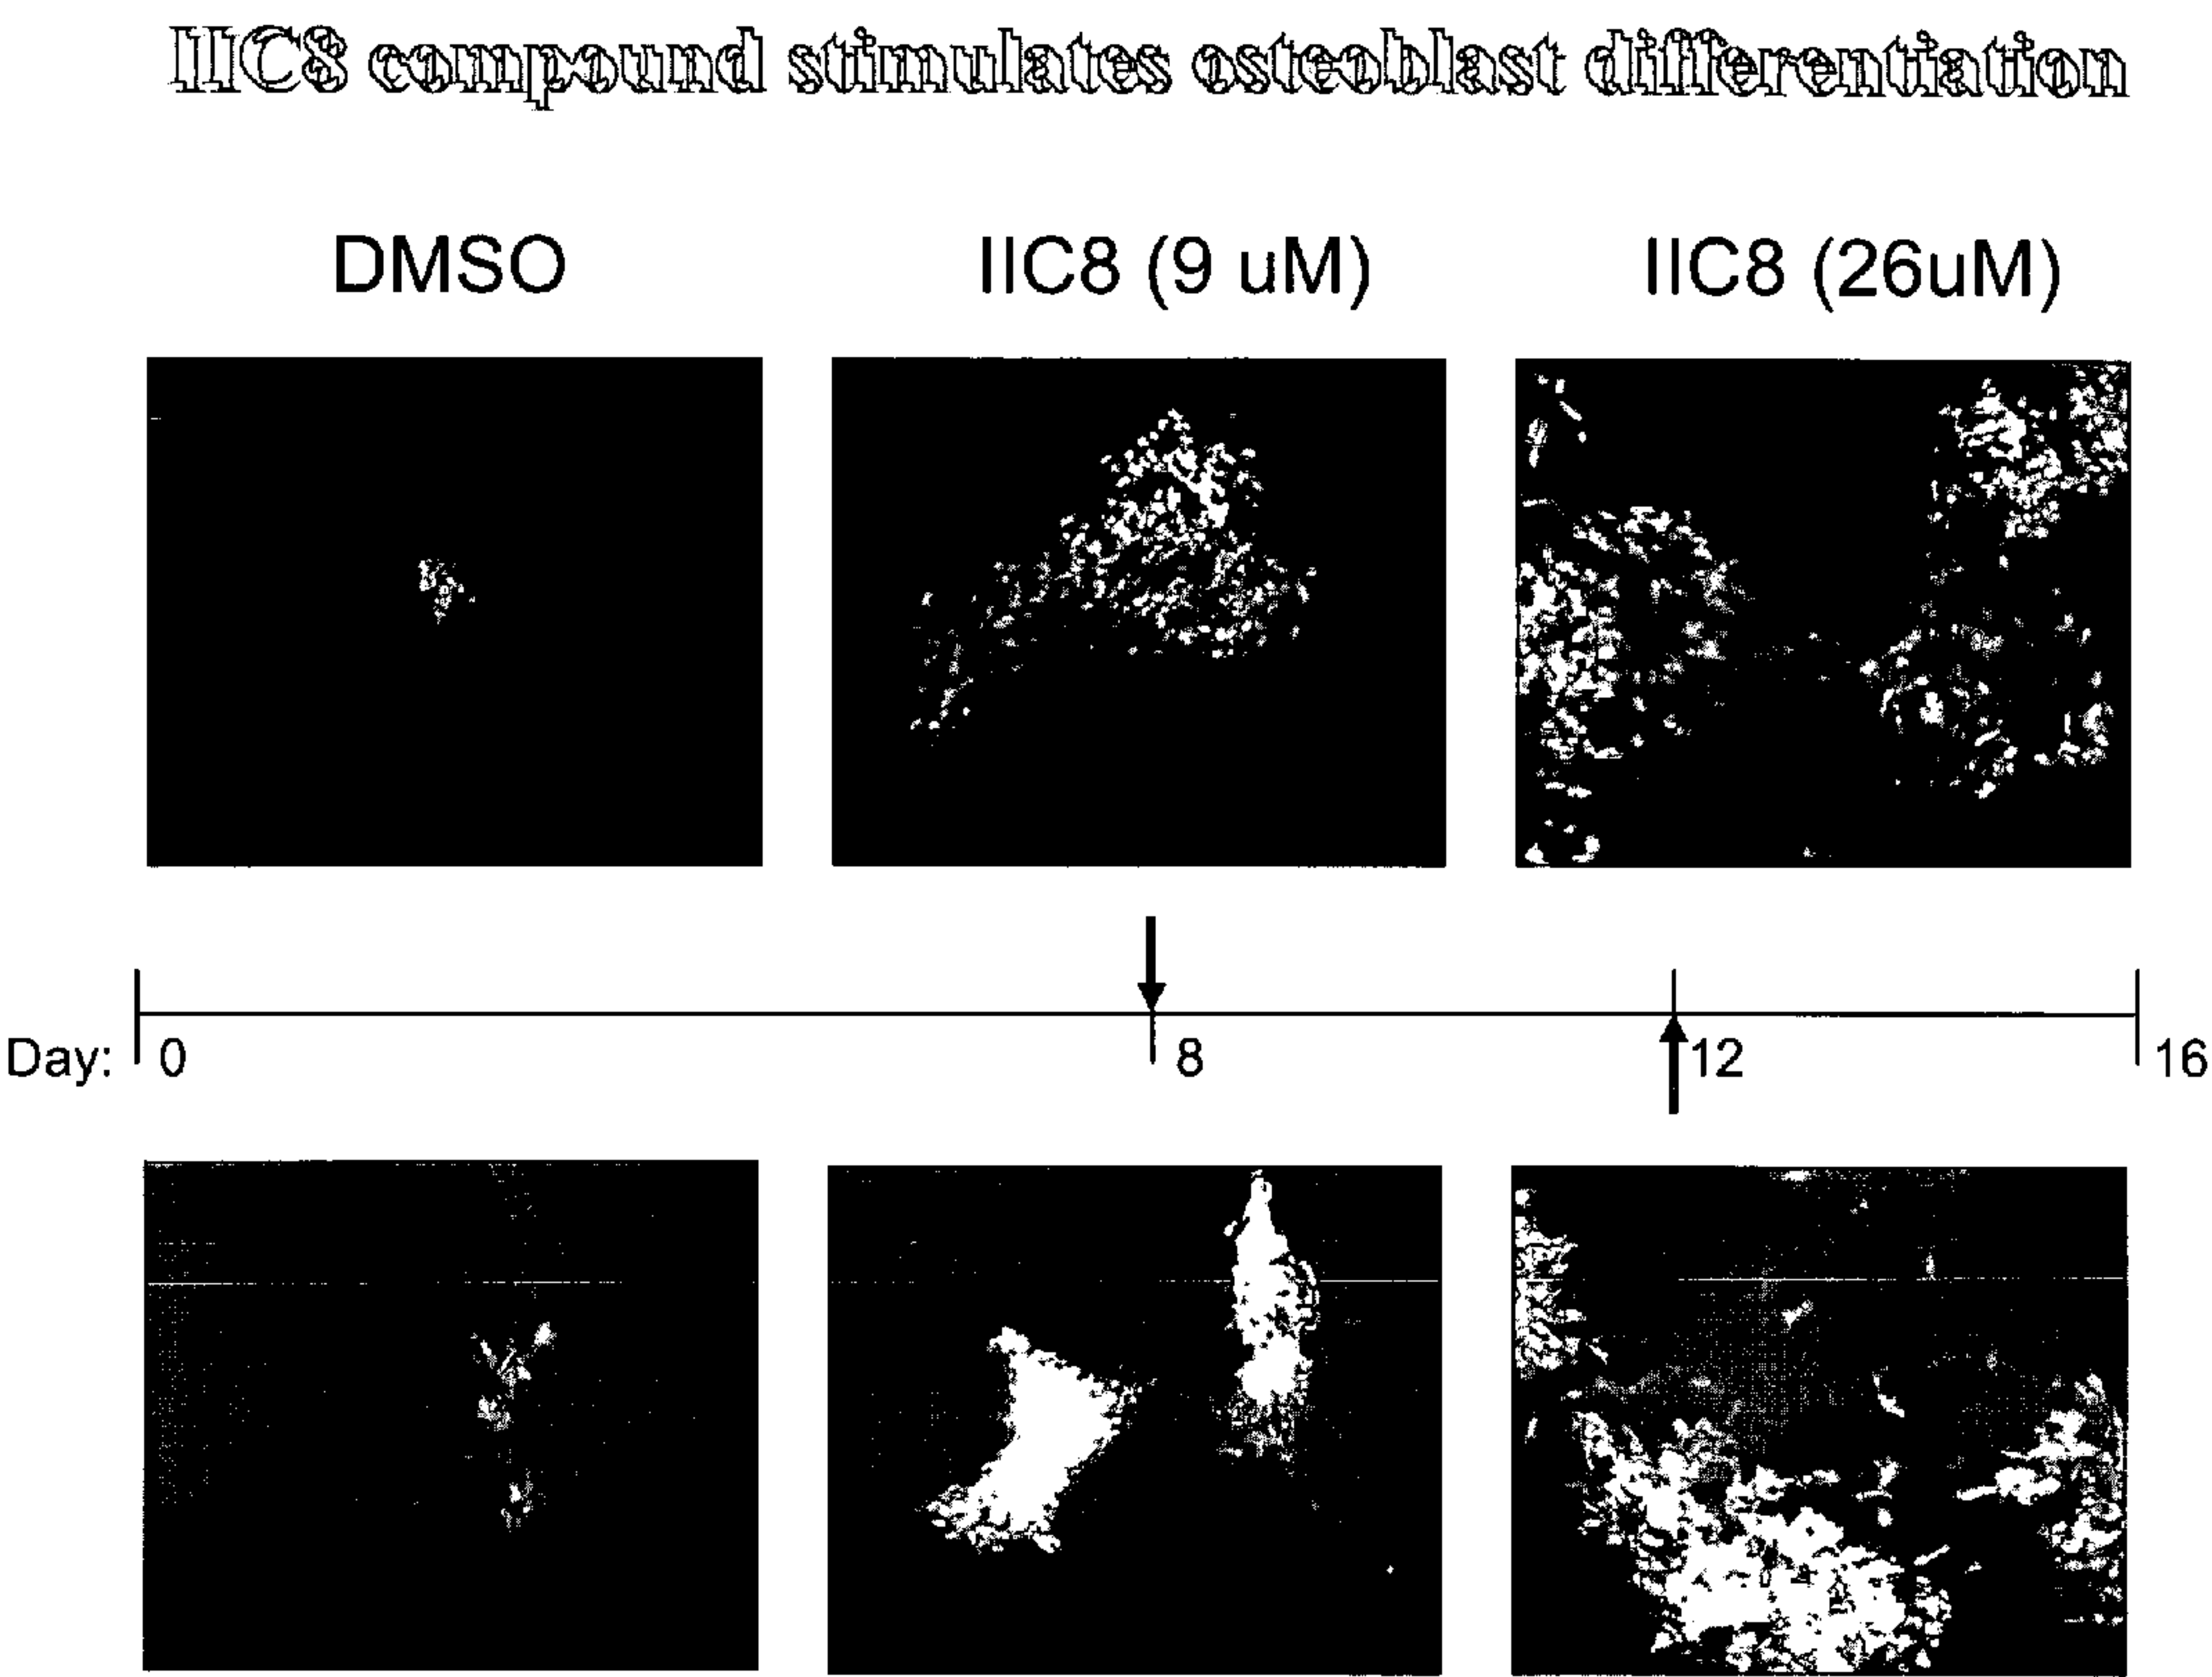 IIC8 compound stimulates osteoblast differentiation
DMSO IIC8 (9 uM) IIC8 (26uM)
Day: 0 8 12 16